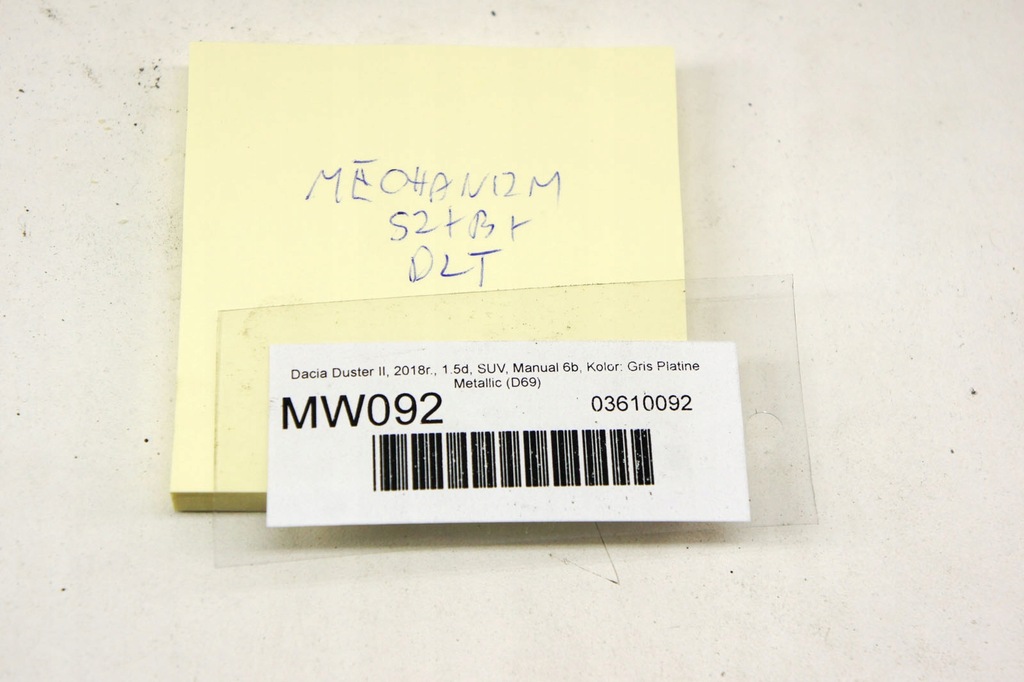 MECHANIZM
SZYBY
DLT
Dacia Duster II, 2018r., 1.5d, SUV, Manual 6b, Kolor: Gris Platine
Metallic (D69)
MW092 03610092